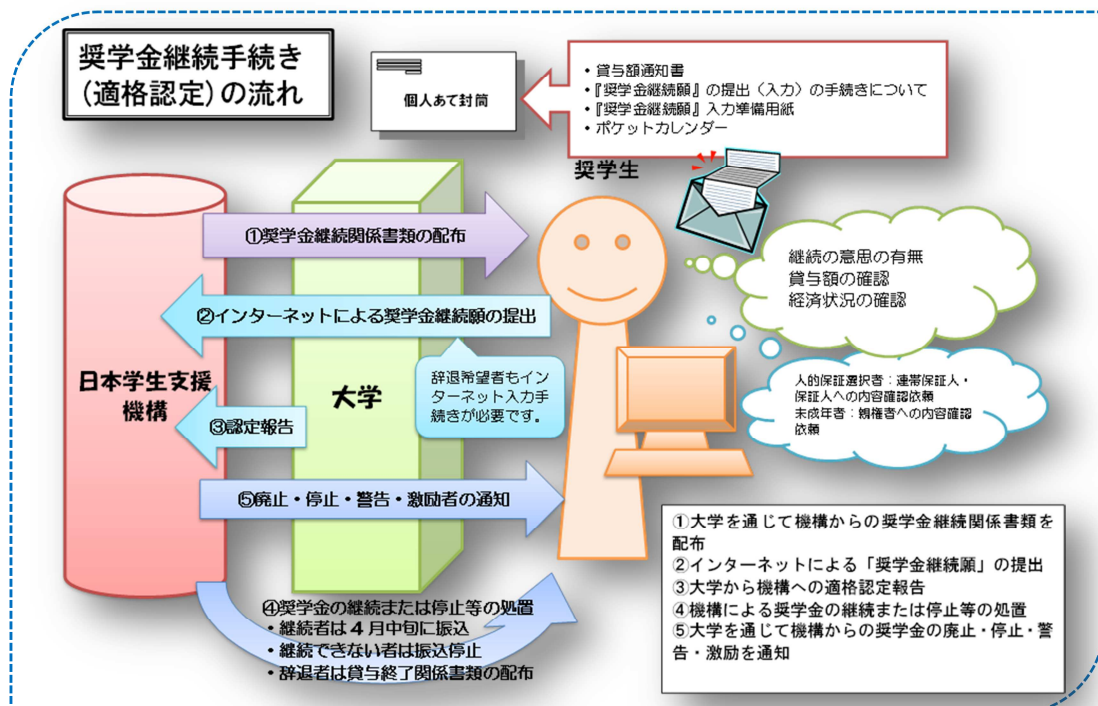 奨学金継続手続き
(適格認定)の流れ
個人あて封筒
・貸与額通知書
・『奨学金継続願』の提出(入力)の手続きについて
・『奨学金継続願』入力準備用紙
・ポケットカレンダー
奨学生
①奨学金継続関係書類の配布
継続の意思の有無
貸与額の確認
経済状況の確認
②インターネットによる奨学金継続願の提出
日本学生支援
機構
大学
辞退希望者もイン
ターネット入力手
続きが必要です。
人的保証選択者:連帯保証人・
保証人への内容確認依頼
未成年者:親権者への内容確認
依頼
③認定報告
⑤廃止・停止・警告・激励者の通知
④奨学金の継続または停止等の処置
・継続者は4月中旬に振込
・継続できない者は振込停止
・辞退者は貸与終了関係書類の配布
①大学を通じて機構からの奨学金継続関係書類を
配布
②インターネットによる「奨学金継続願」の提出
③大学から機構への適格認定報告
④機構による奨学金の継続または停止等の処置
⑤大学を通じて機構からの奨学金の廃止・停止・警
告・激励を通知